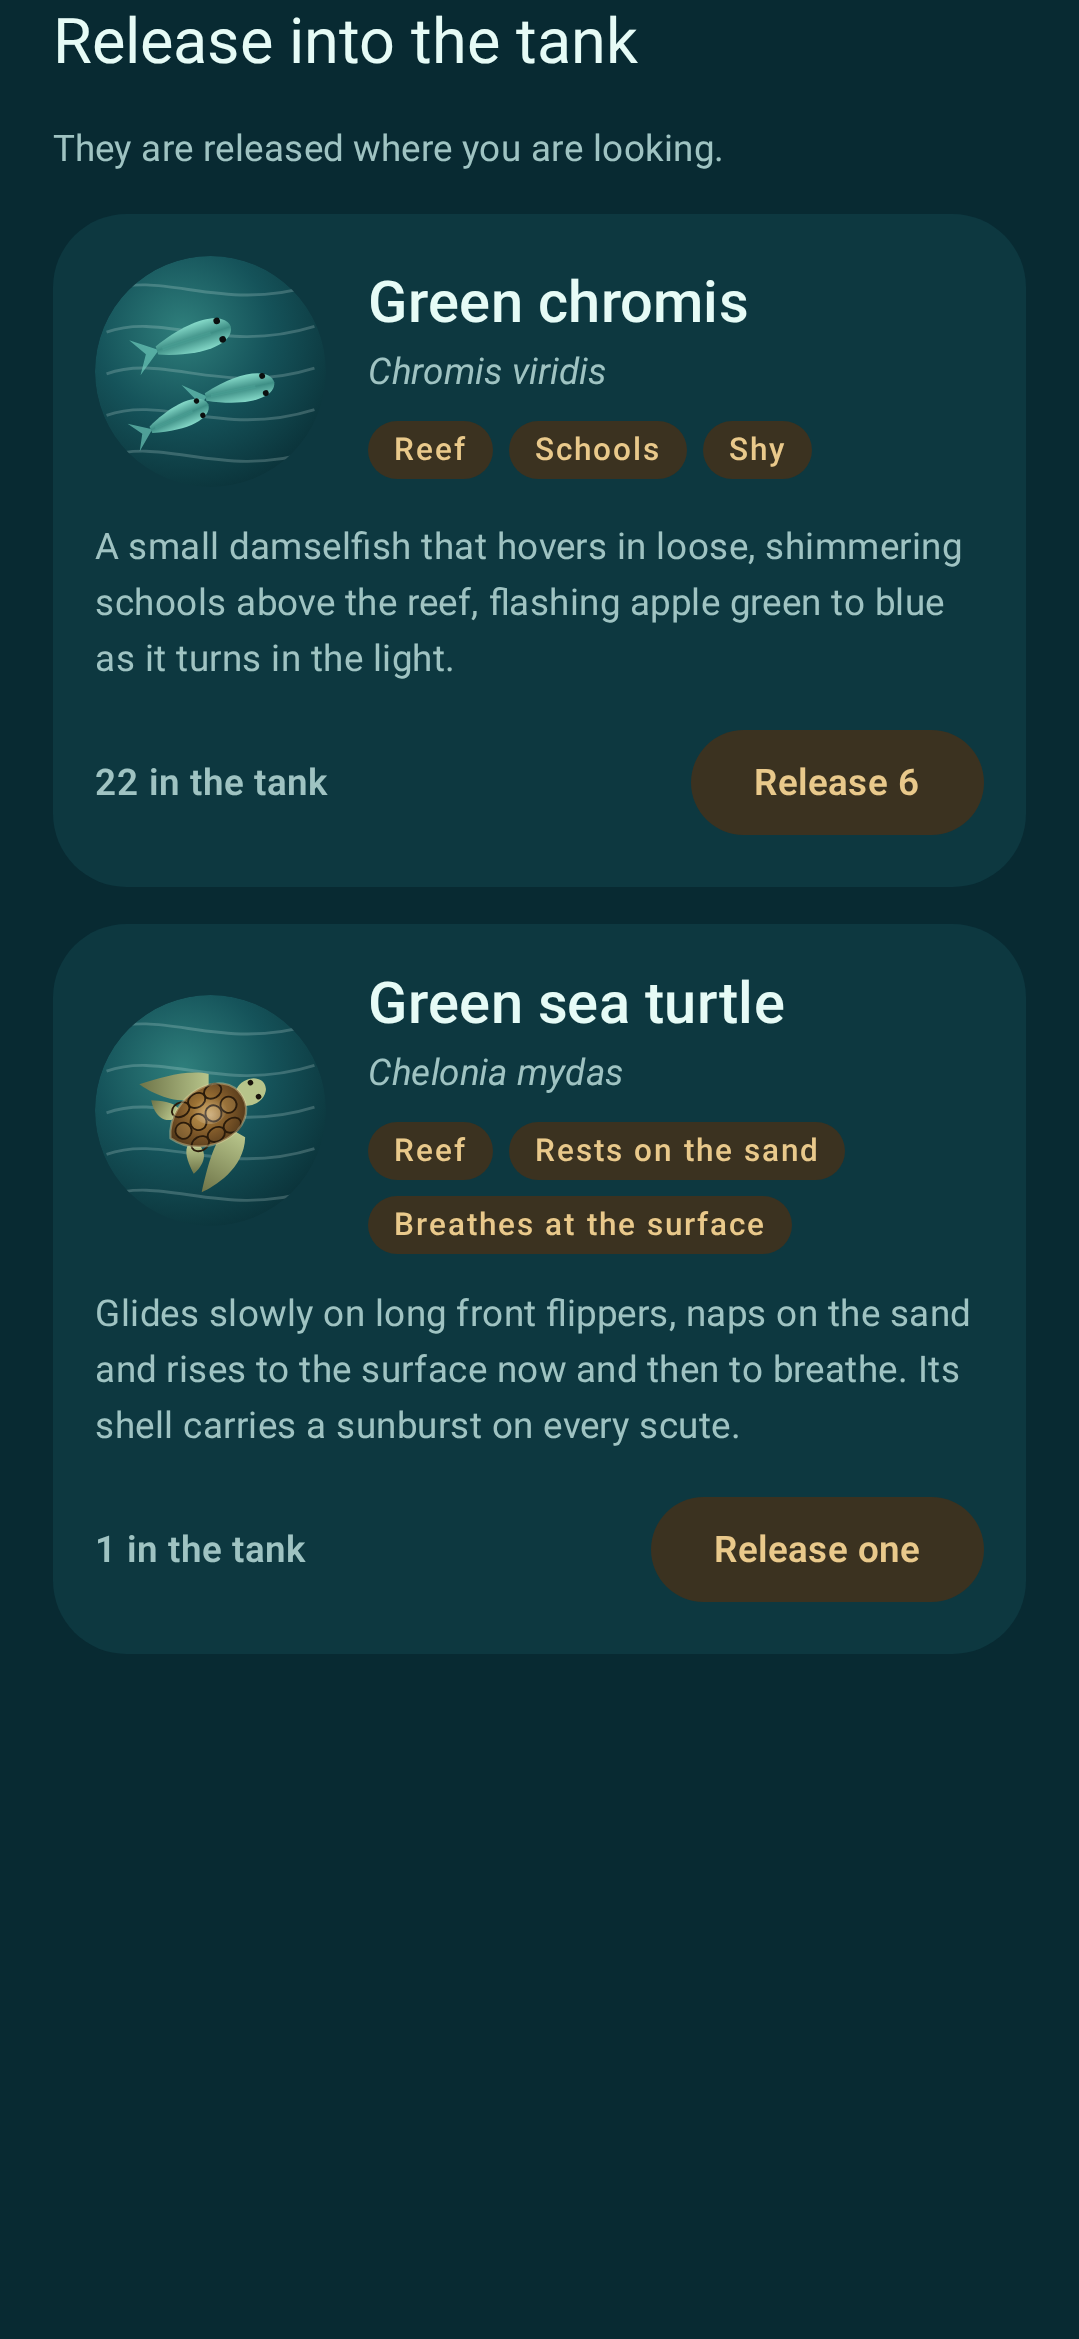 Release into the tank
They are released where you are looking.
Green chromis
Chromis viridis
Reef Schools Shy
A small damselfish that hovers in loose, shimmering
schools above the reef, flashing apple green to blue
as it turns in the light.
22 in the tank Release 6
Green sea turtle
Chelonia mydas
Reef Rests on the sand
Breathes at the surface
Glides slowly on long front flippers, naps on the sand
and rises to the surface now and then to breathe. Its
shell carries a sunburst on every scute.
1 in the tank Release one